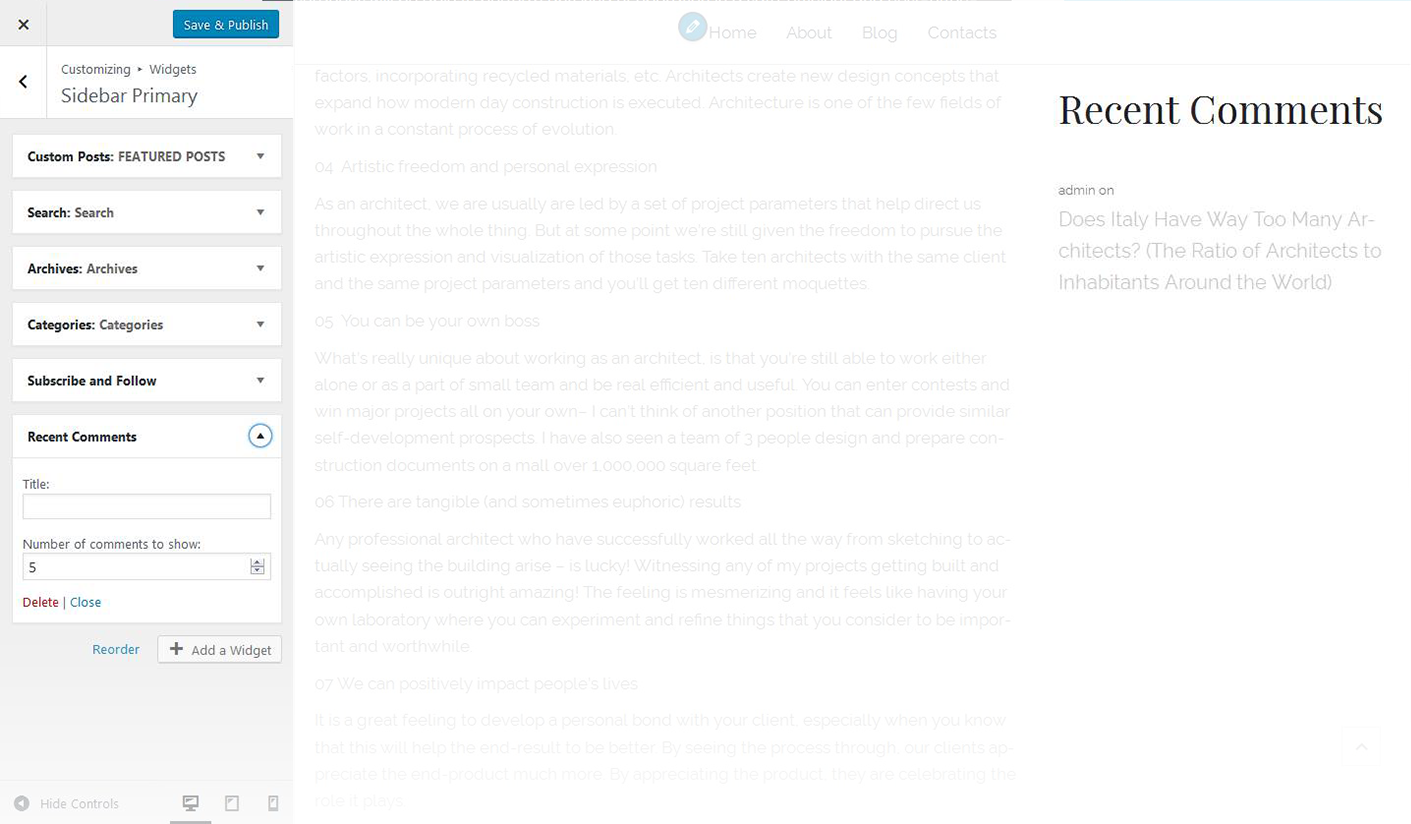 Save & Publish
Customizing ▸ Widgets
Sidebar Primary
Custom Posts: FEATURED POSTS
Search: Search
Archives: Archives
Categories: Categories
Subscribe and Follow
Recent Comments
Title:
Number of comments to show:
5
Delete | Close
Reorder
Add a Widget
Hide Controls
Home About Blog Contacts
factors, incorporating recycled materials, etc. Architects create new design concepts that
expand how modern day construction is executed. Architecture is one of the few fields of
work in a constant process of evolution.
04 Artistic freedom and personal expression
As an architect, we are usually are led by a set of project parameters that help direct us
throughout the whole thing. But at some point we're still given the freedom to pursue the
artistic expression and visualization of those tasks. Take ten architects with the same client
and the same project parameters and you'll get ten different moquettes.
05 You can be your own boss
What's really unique about working as an architect, is that you're still able to work either
alone or as a part of small team and be real efficient and useful. You can enter contests and
win major projects all on your own– I can't think of another position that can provide similar
self-development prospects. I have also seen a team of 3 people design and prepare con-
struction documents on a mall over 1,000,000 square feet.
06 There are tangible (and sometimes euphoric) results
Any professional architect who have successfully worked all the way from sketching to ac-
tually seeing the building arise – is lucky! Witnessing any of my projects getting built and
accomplished is outright amazing! The feeling is mesmerizing and it feels like having your
own laboratory where you can experiment and refine things that you consider to be impor-
tant and worthwhile.
07 We can positively impact people's lives
It is a great feeling to develop a personal bond with your client, especially when you know
that this will help the end-result to be better. By seeing the process through, our clients ap-
preciate the end-product much more. By appreciating the product, they are celebrating the
role it plays
Recent Comments
admin on
Does Italy Have Way Too Many Ar-
chitects? (The Ratio of Architects to
Inhabitants Around the World)